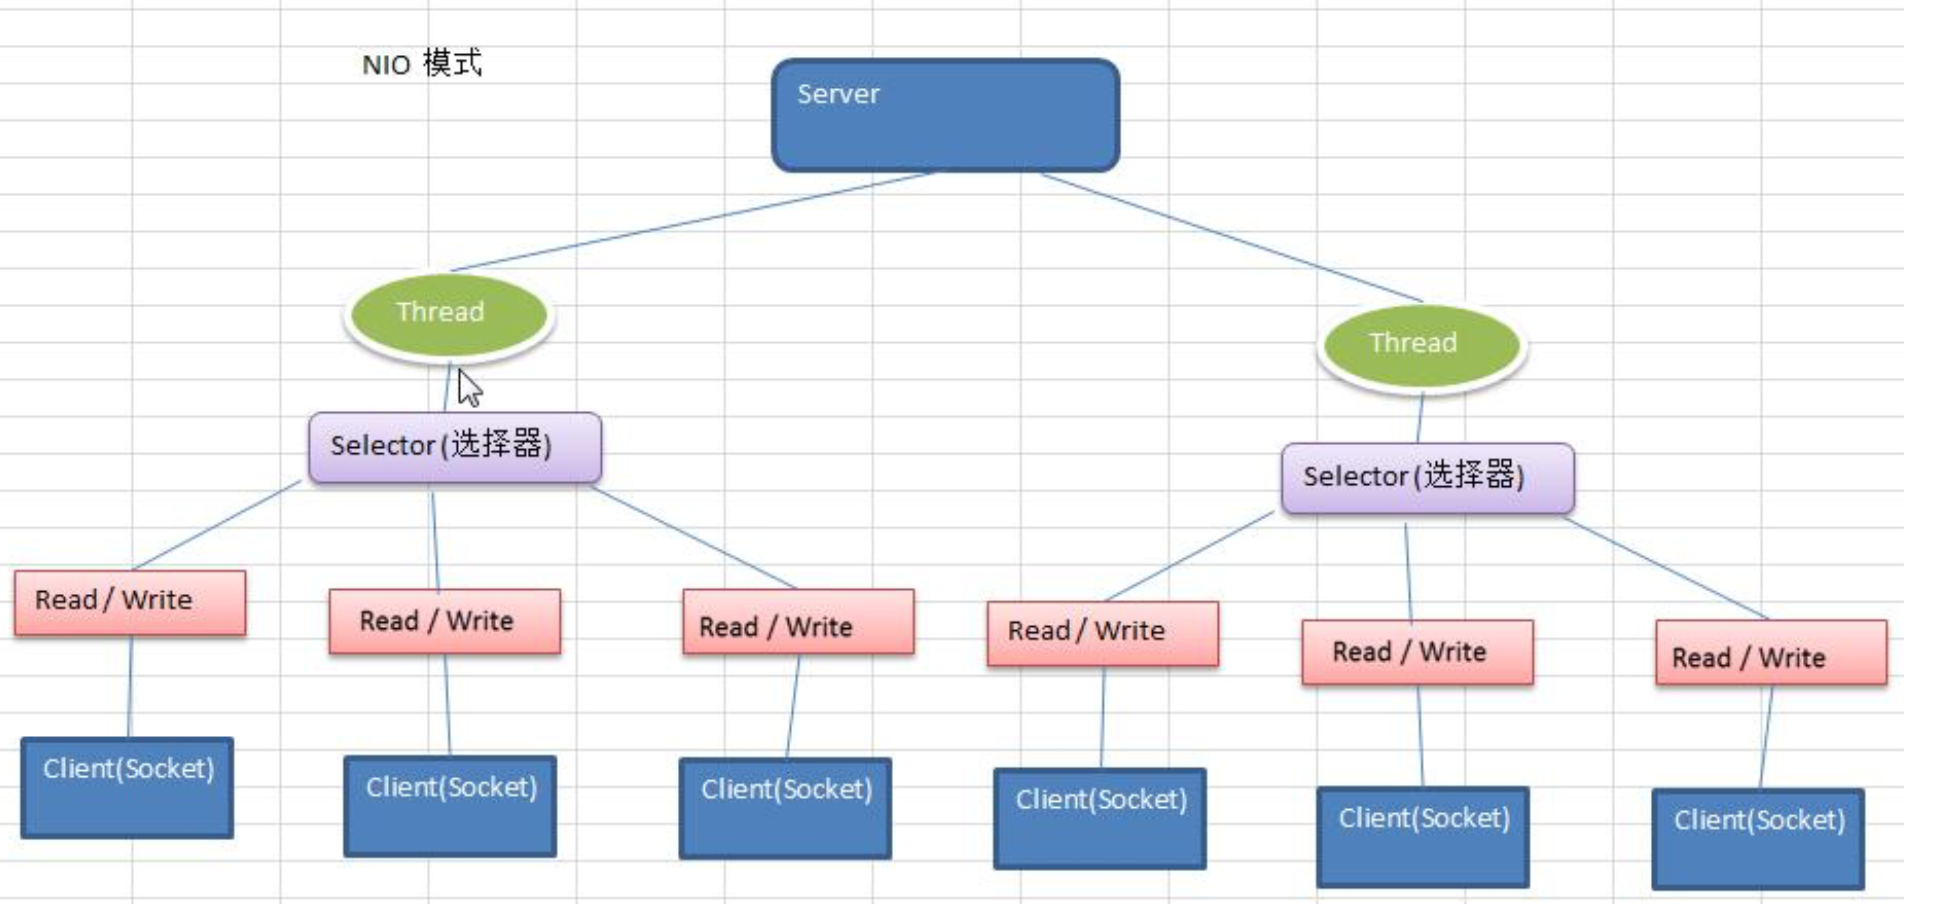 NIO 模式
Server
Thread
Thread
Selector(选择器)
Selector(选择器)
Read / Write
Read / Write
Read / Write
Read / Write
Read / Write
Read / Write
Client(Socket)
Client(Socket)
Client(Socket)
Client(Socket)
Client(Socket)
Client(Socket)